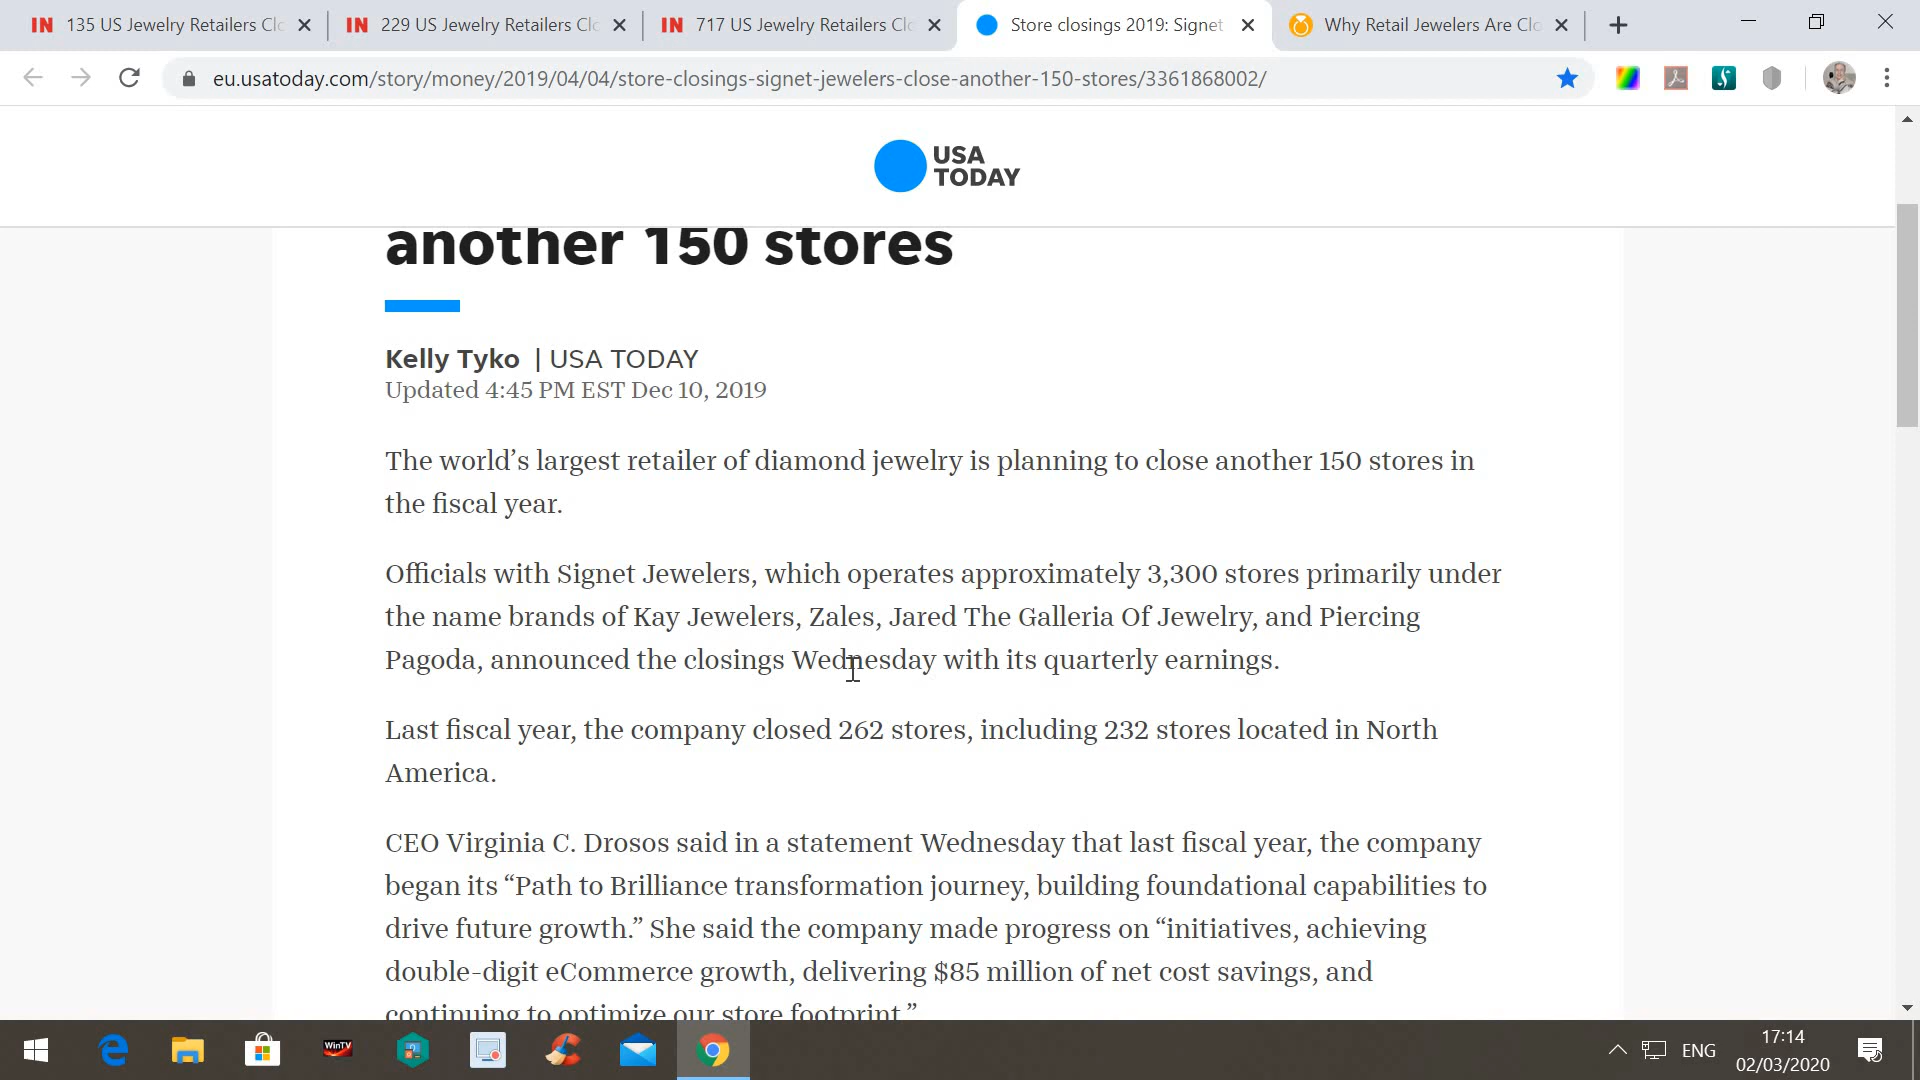 135 US Jewelry Retailers Clo
229 US Jewelry Retailers Clo
717 US Jewelry Retailers Clo
Store closings 2019: Signet
Why Retail Jewelers Are Clo
eu.usatoday.com/story/money/2019/04/04/store-closings-signet-jewelers-close-another-150-stores/3361868002/
USA
TODAY
another 150 stores
Kelly Tyko | USA TODAY
Updated 4:45 PM EST Dec 10, 2019
The world’s largest retailer of diamond jewelry is planning to close another 150 stores in
the fiscal year.
Officials with Signet Jewelers, which operates approximately 3,300 stores primarily under
the name brands of Kay Jewelers, Zales, Jared The Galleria Of Jewelry, and Piercing
Pagoda, announced the closings Wednesday with its quarterly earnings.
Last fiscal year, the company closed 262 stores, including 232 stores located in North
America.
CEO Virginia C. Drosos said in a statement Wednesday that last fiscal year, the company
began its “Path to Brilliance transformation journey, building foundational capabilities to
drive future growth.” She said the company made progress on “initiatives, achieving
double-digit eCommerce growth, delivering $85 million of net cost savings, and
continuing to optimize our store footprint.”
WinTV
ENG
17:14
02/03/2020